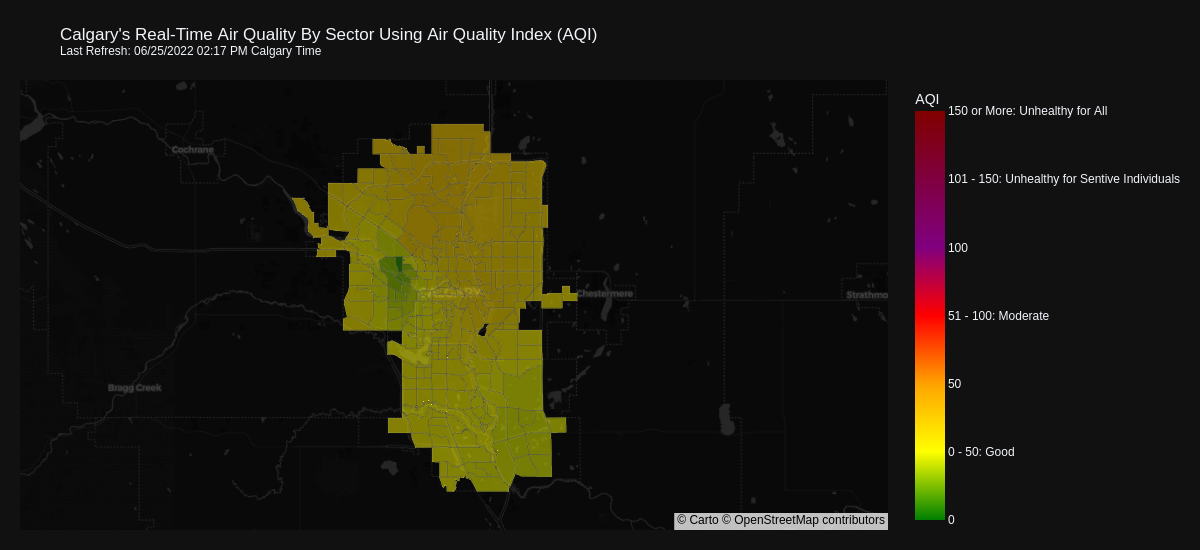 Calgary's Real-Time Air Quality By Sector Using Air Quality Index (AQI)
Last Refresh: 06/25/2022 02:17 PM Calgary Time
AQI
150 or More: Unhealthy for All
Cochrane
101 - 150: Unhealthy for Sentive Individuals
100
CALGARY
Chestermere
Strathmo
51 - 100: Moderate
50
Bragg Creek
0 - 50: Good
0
© Carto © OpenStreetMap contributors